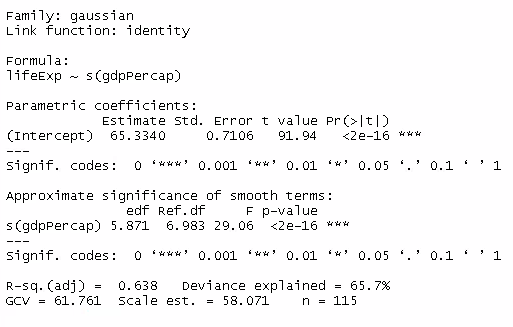 Family: gaussian
Link function: identity
Formula:
lifeExp ~ s(gdpPercap)
Parametric coefficients:
Estimate Std. Error t value Pr(>|t|)
(Intercept) 65.3340 0.7106 91.94 <2e-16 ***
---
Signif. codes: 0 ‘***’ 0.001 ‘**’ 0.01 ‘*’ 0.05 ‘.’ 0.1 ‘ ’ 1
Approximate significance of smooth terms:
edf Ref.df F p-value
s(gdpPercap) 5.871 6.983 29.06 <2e-16 ***
---
Signif. codes: 0 ‘***’ 0.001 ‘**’ 0.01 ‘*’ 0.05 ‘.’ 0.1 ‘ ’ 1
R-sq.(adj) = 0.638 Deviance explained = 65.7%
GCV = 61.761 Scale est. = 58.071 n = 115